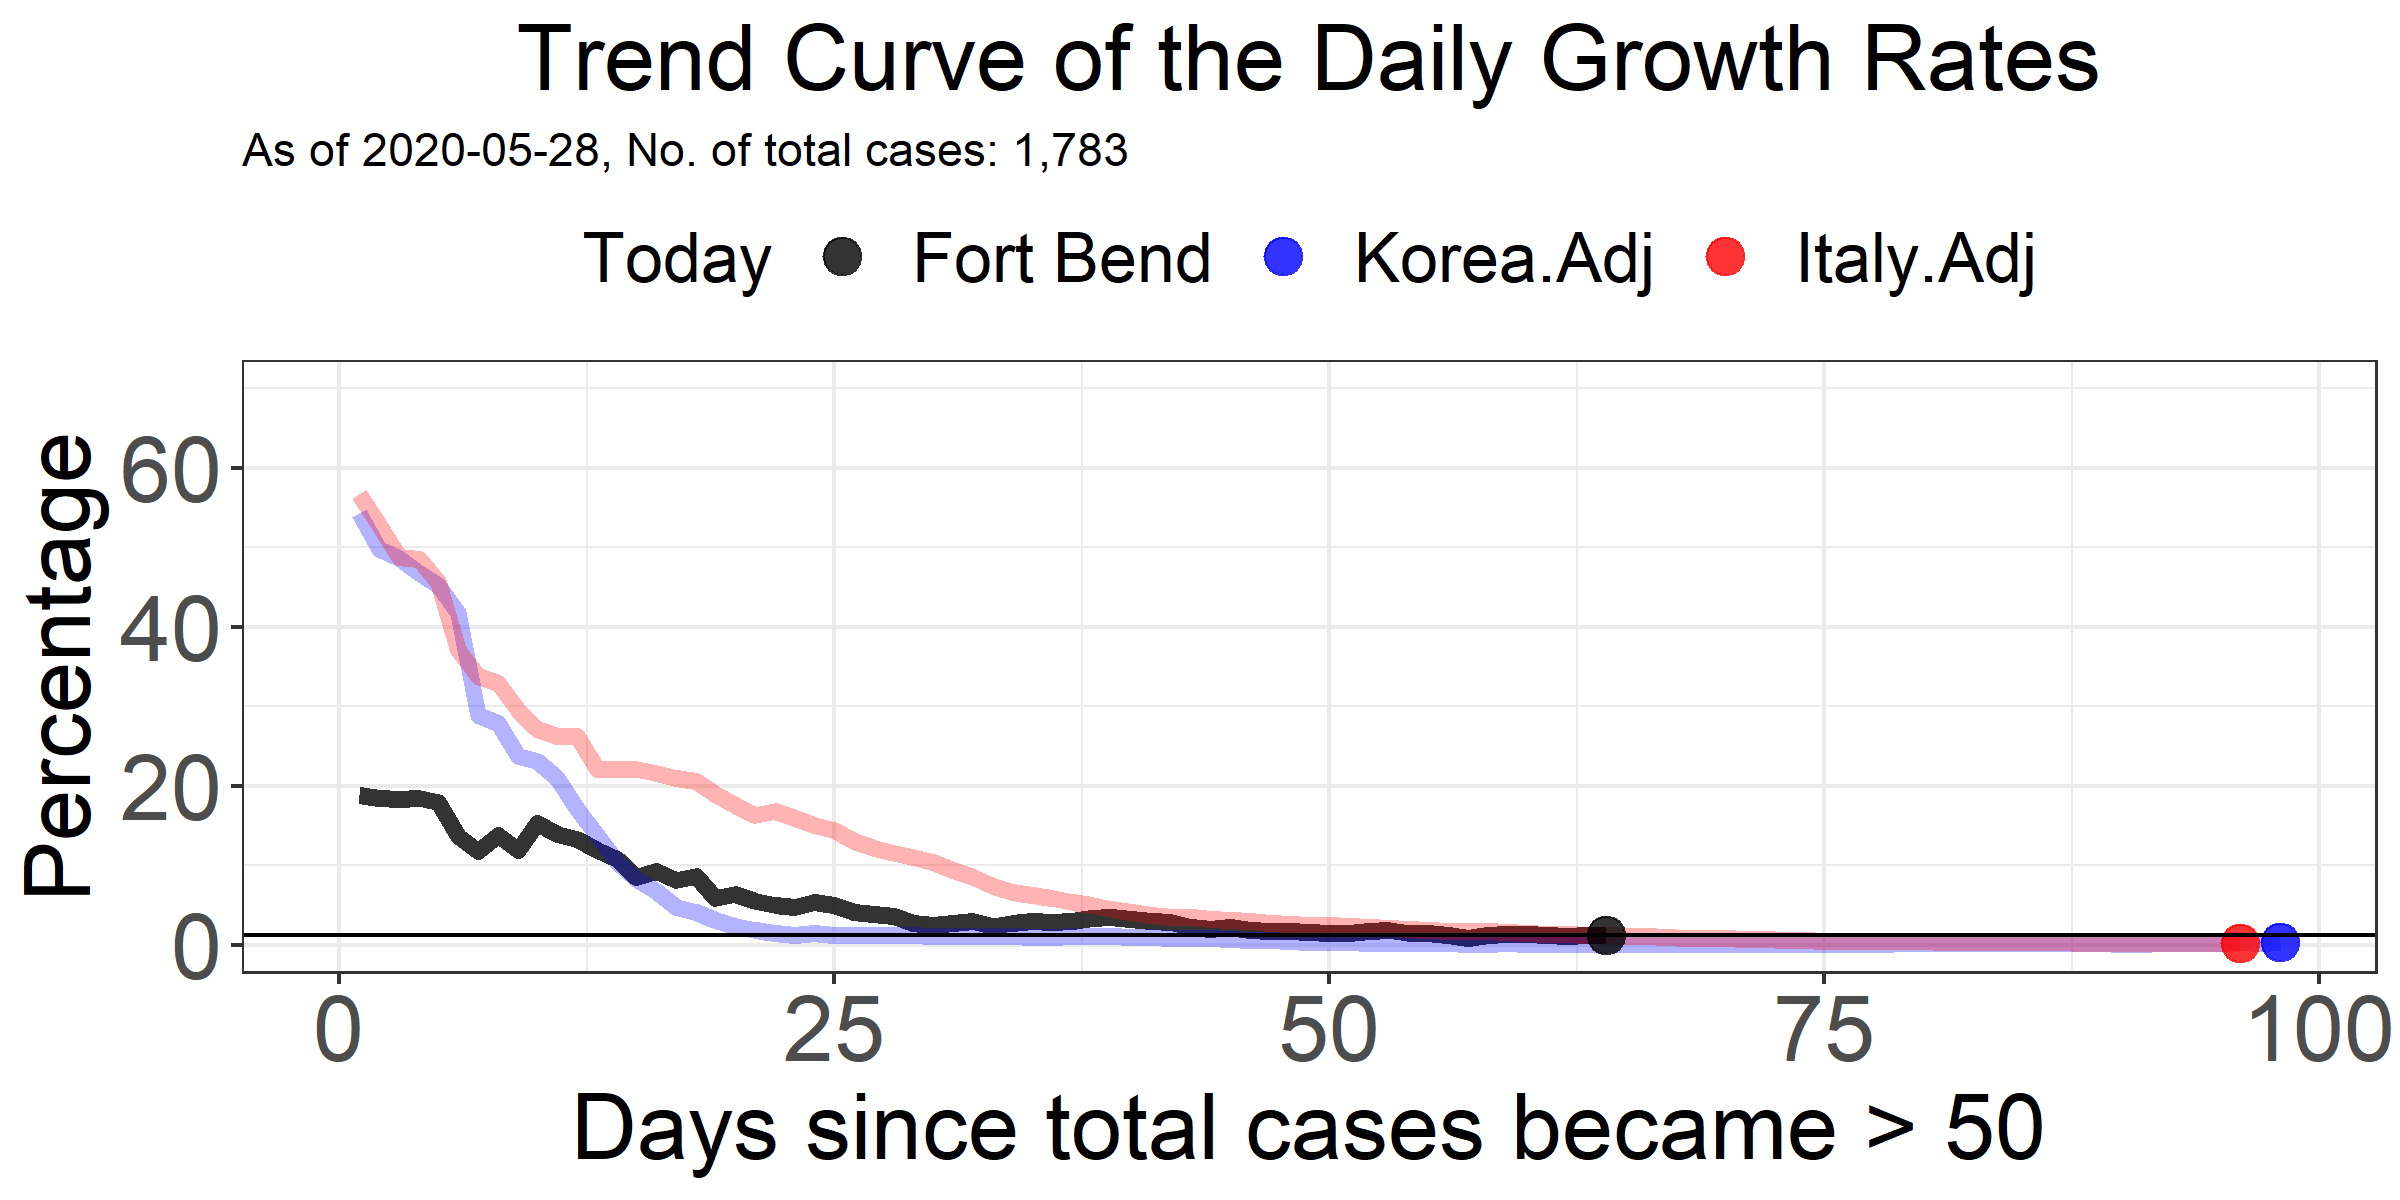 Trend Curve of the Daily Growth Rates
As of 2020-05-28, No. of total cases: 1,783
Today Fort Bend Korea.Adj Italy.Adj
Percentage
60
40
20
0
0 25 50 75 100
Days since total cases became > 50